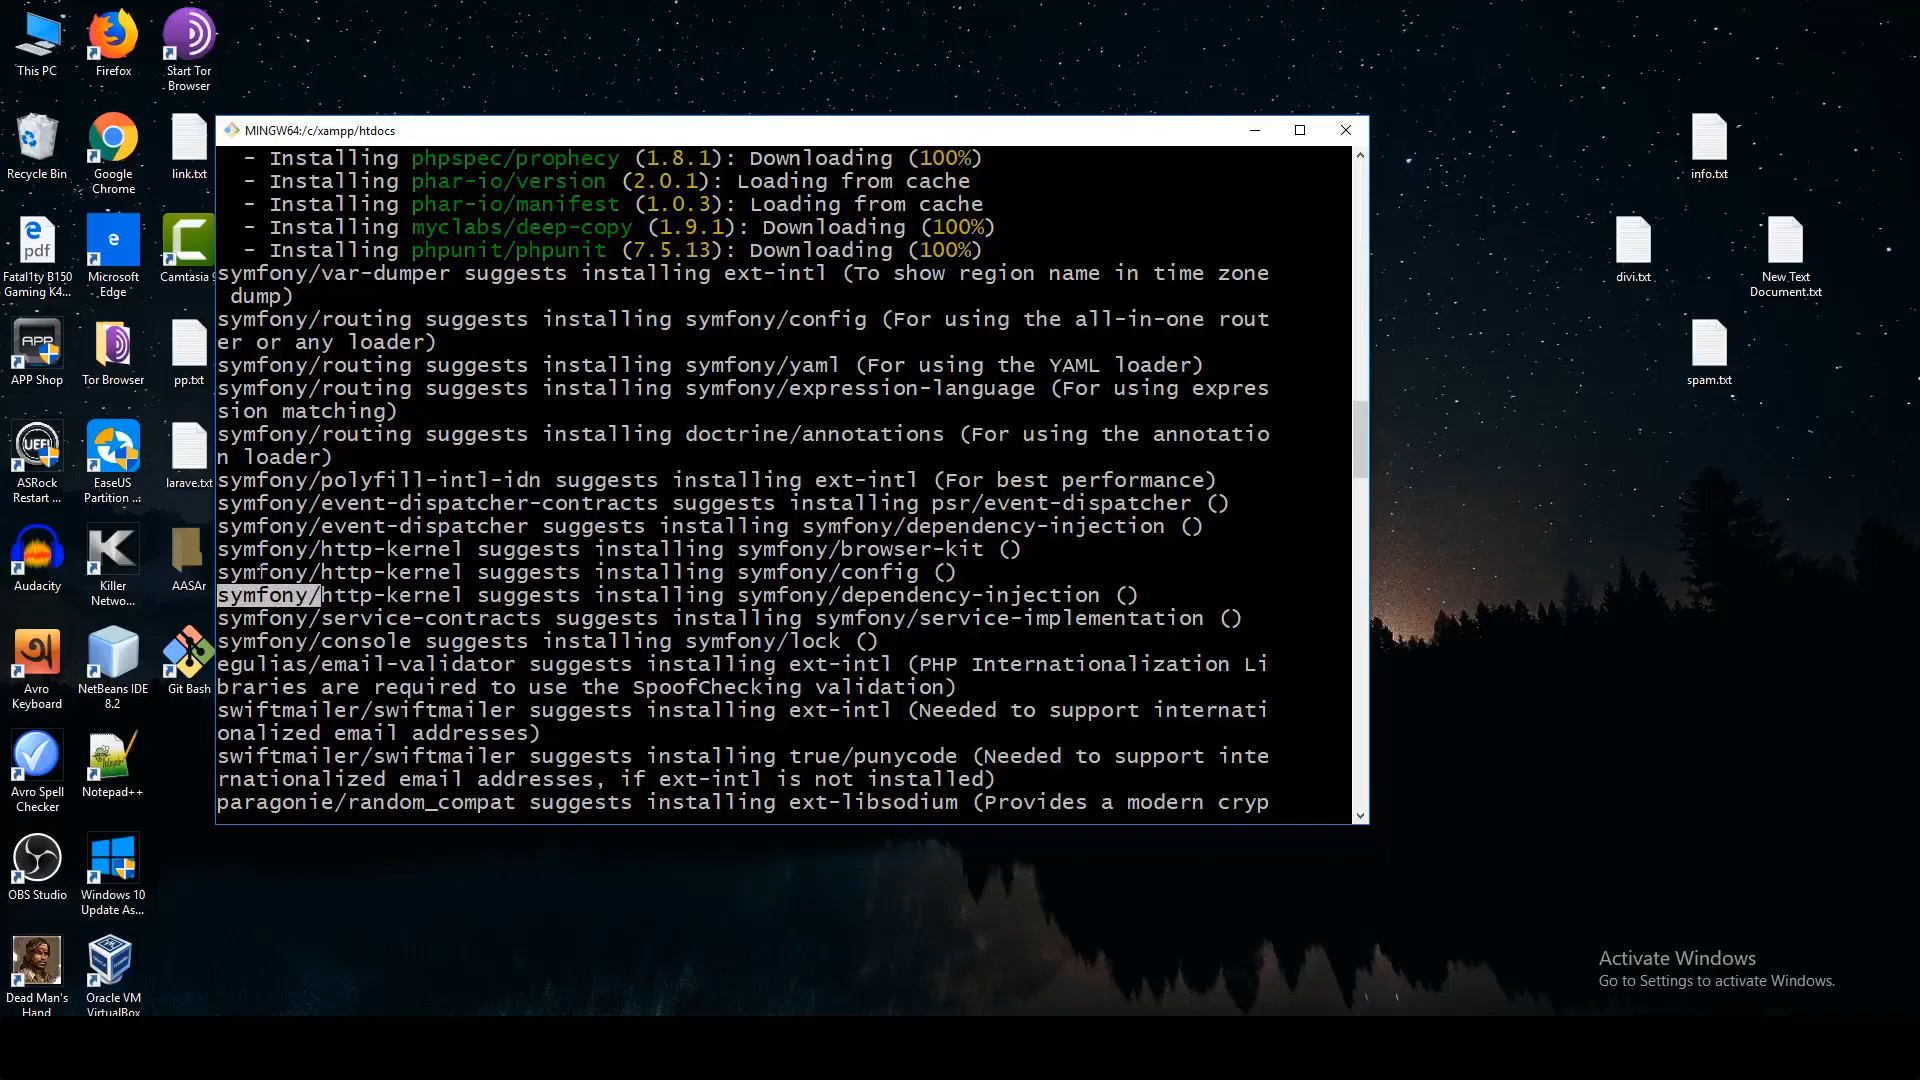 This PC
Firefox
Start Tor
Browser
Recycle Bin
Google
Chrome
link.txt
Fatal1ty B150
Gaming K4...
Microsoft
Edge
Camtasia 9
APP Shop
Tor Browser
pp.txt
ASRock
Restart ...
EaseUS
Partition ...
larave.txt
Audacity
Killer
Netwo...
AASAr
Avro
Keyboard
NetBeans IDE
8.2
Git Bash
Avro Spell
Checker
Notepad++
OBS Studio
Windows 10
Update As...
Dead Man's
Hand
Oracle VM
VirtualBox
MINGW64:/c/xampp/htdocs
- Installing phpspec/prophecy (1.8.1): Downloading (100%)
- Installing phar-io/version (2.0.1): Loading from cache
- Installing phar-io/manifest (1.0.3): Loading from cache
- Installing myclabs/deep-copy (1.9.1): Downloading (100%)
- Installing phpunit/phpunit (7.5.13): Downloading (100%)
symfony/var-dumper suggests installing ext-intl (To show region name in time zone
dump)
symfony/routing suggests installing symfony/config (For using the all-in-one rout
er or any loader)
symfony/routing suggests installing symfony/yaml (For using the YAML loader)
symfony/routing suggests installing symfony/expression-language (For using expres
sion matching)
symfony/routing suggests installing doctrine/annotations (For using the annotatio
n loader)
symfony/polyfill-intl-idn suggests installing ext-intl (For best performance)
symfony/event-dispatcher-contracts suggests installing psr/event-dispatcher ()
symfony/event-dispatcher suggests installing symfony/dependency-injection ()
symfony/http-kernel suggests installing symfony/browser-kit ()
symfony/http-kernel suggests installing symfony/config ()
symfony/http-kernel suggests installing symfony/dependency-injection ()
symfony/service-contracts suggests installing symfony/service-implementation ()
symfony/console suggests installing symfony/lock ()
egulias/email-validator suggests installing ext-intl (PHP Internationalization Li
braries are required to use the SpoofChecking validation)
swiftmailer/swiftmailer suggests installing ext-intl (Needed to support internati
onalized email addresses)
swiftmailer/swiftmailer suggests installing true/punycode (Needed to support inte
rnationalized email addresses, if ext-intl is not installed)
paragonie/random_compat suggests installing ext-libsodium (Provides a modern cryp
info.txt
divi.txt
New Text
Document.txt
spam.txt
Activate Windows
Go to Settings to activate Windows.